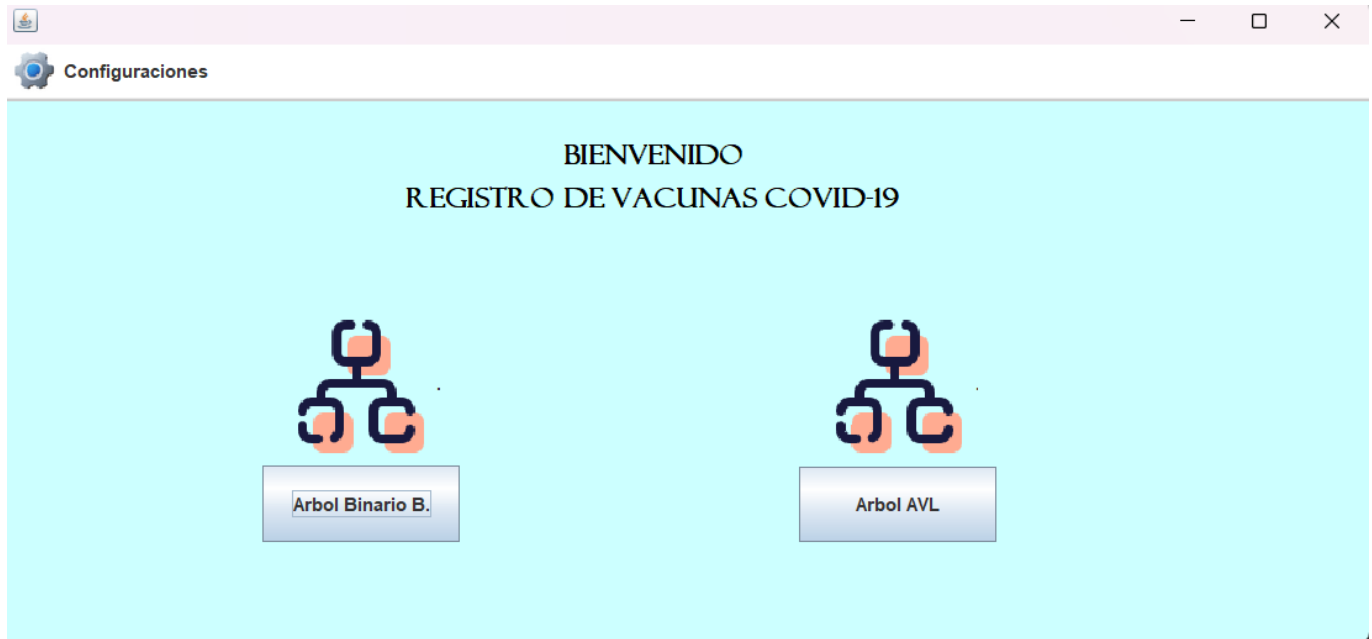 Configuraciones
BIENVENIDO
REGISTRO DE VACUNAS COVID-19
Arbol Binario B.
Arbol AVL